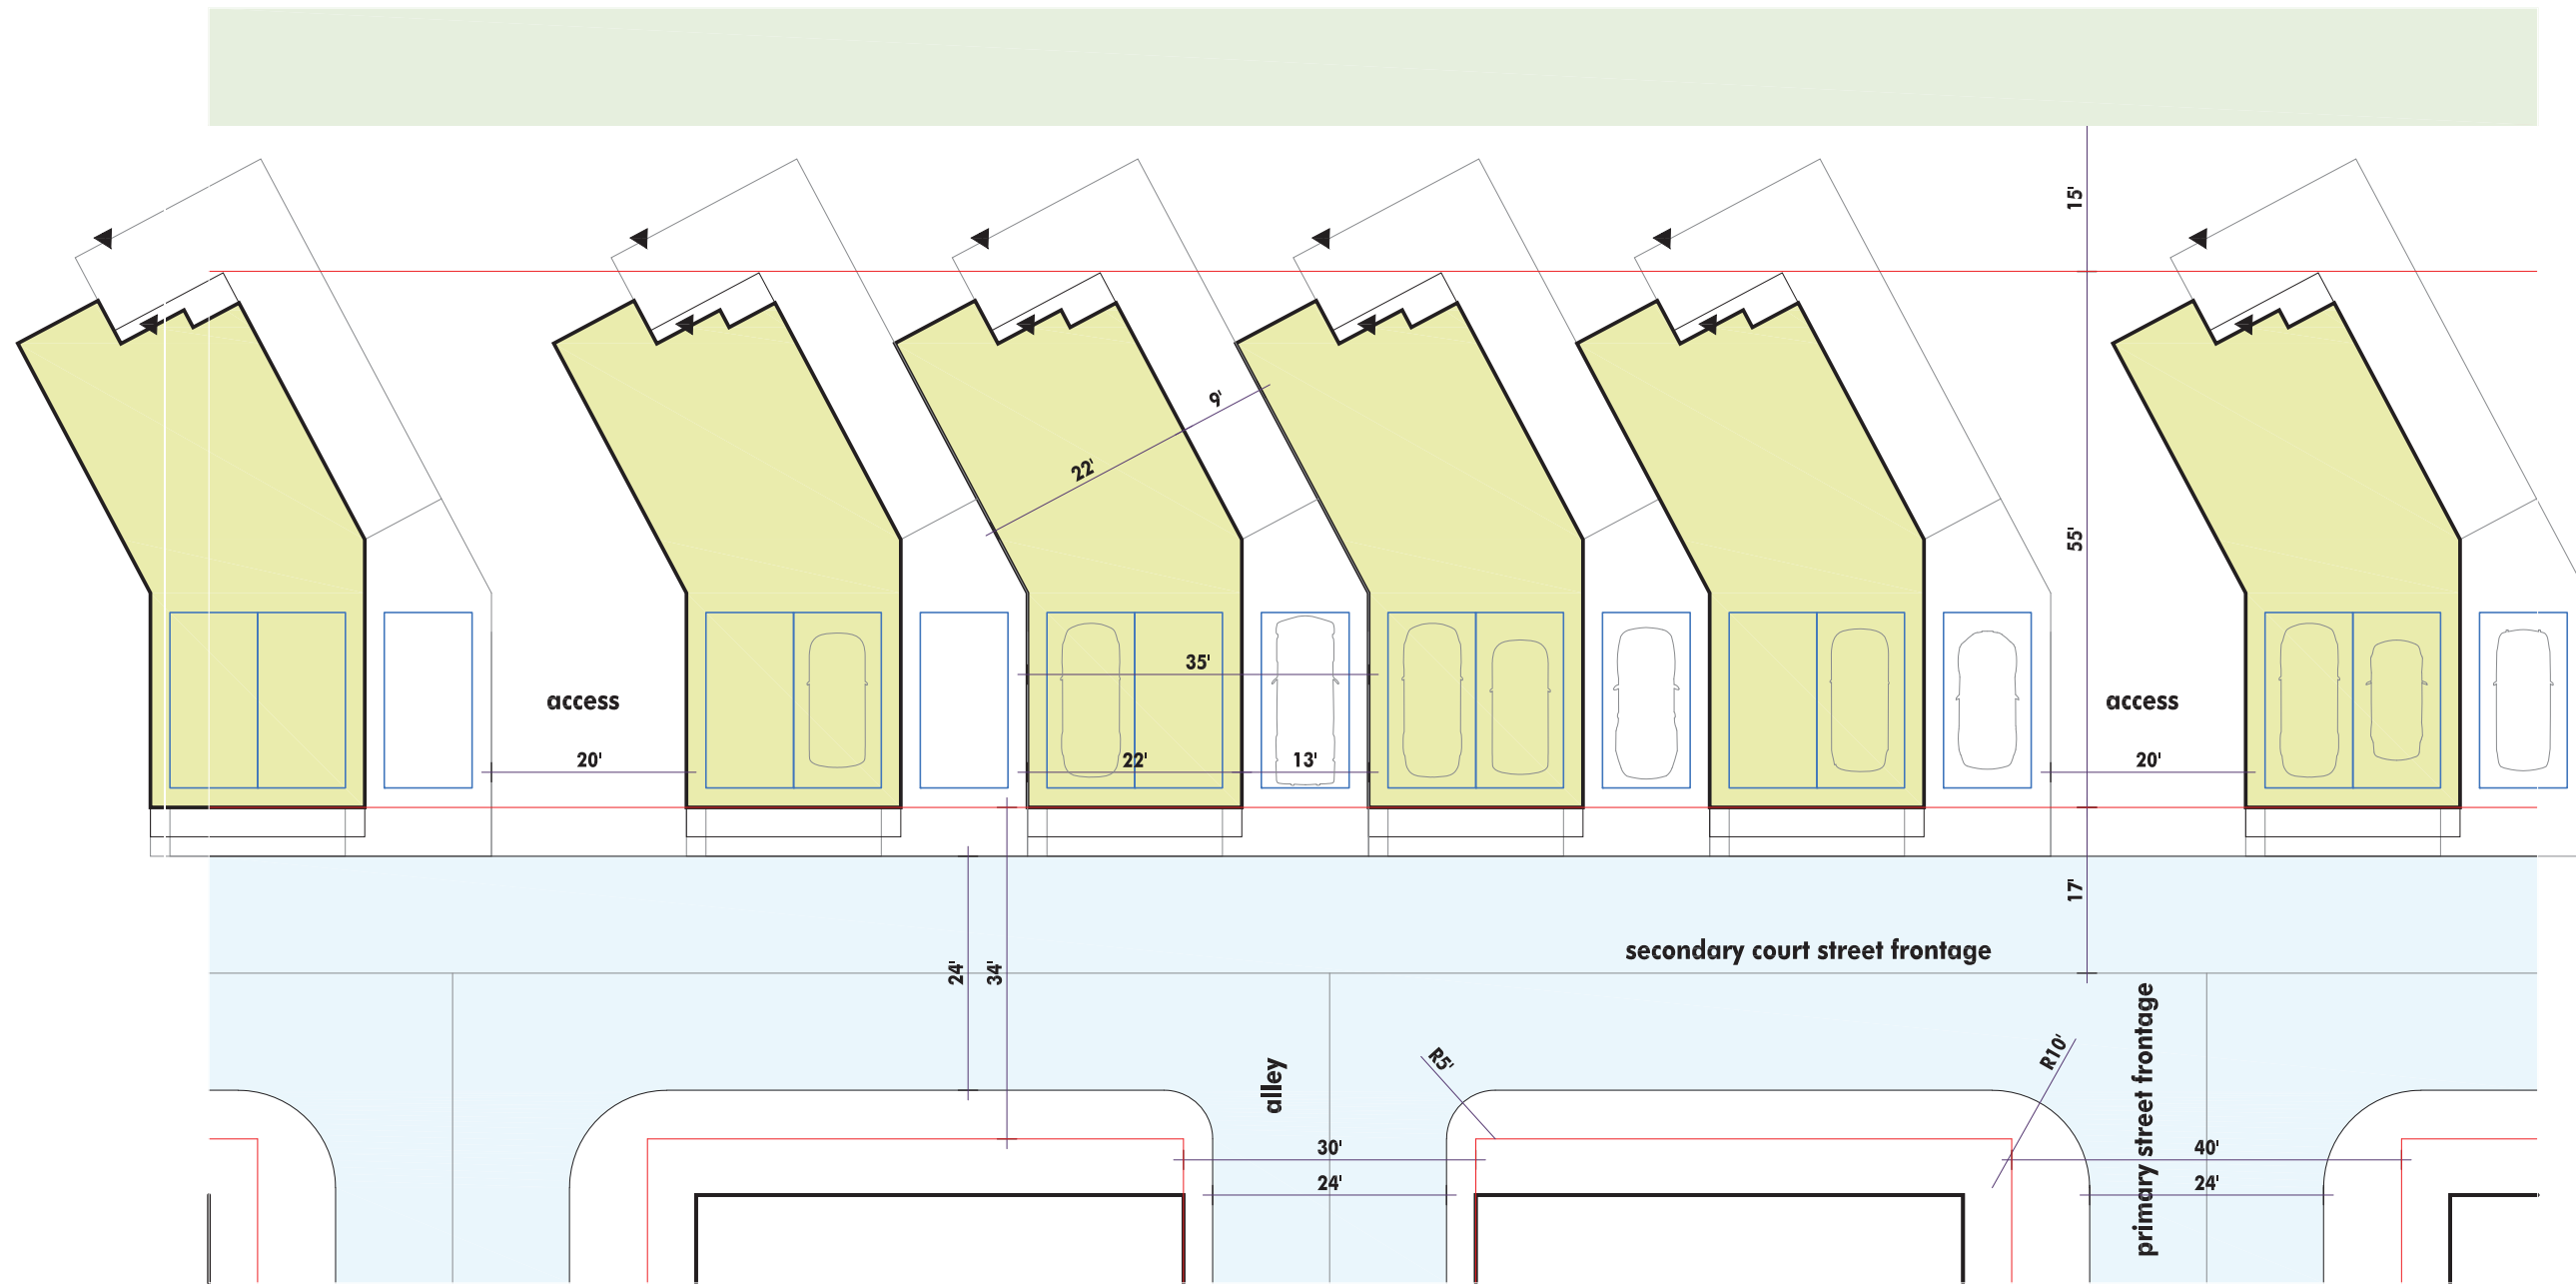 15'
9'
22'
55'
35'
access
access
20'
22'
13'
20'
17'
secondary court street frontage
24'
34'
primary street frontage
alley
R5'
R10'
30'
40'
24'
24'